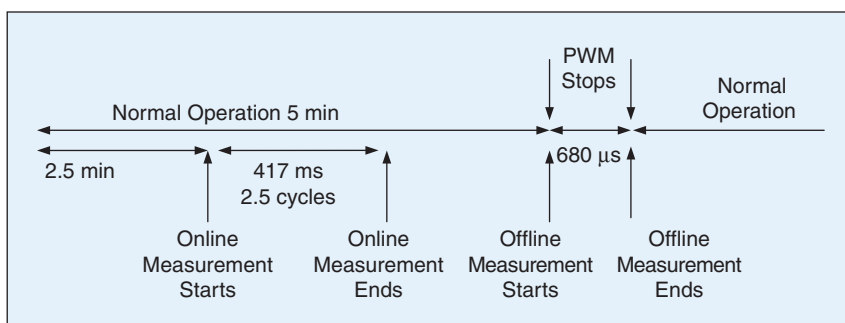 PWM
Stops
Normal
Operation
Normal Operation 5 min
2.5 min
417 ms
2.5 cycles
680 μs
Online
Measurement
Starts
Online
Measurement
Ends
Offline
Measurement
Starts
Offline
Measurement
Ends